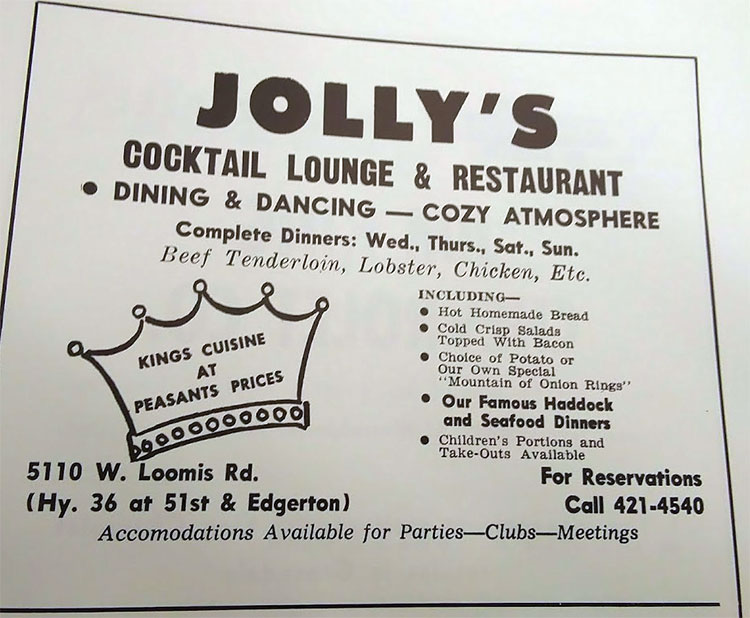 JOLLY'S
COCKTAIL LOUNGE & RESTAURANT
• DINING & DANCING — COZY ATMOSPHERE
Complete Dinners: Wed., Thurs., Sat., Sun.
Beef Tenderloin, Lobster, Chicken, Etc.
KINGS CUISINE
AT
PEASANTS PRICES
INCLUDING—
• Hot Homemade Bread
• Cold Crisp Salads
Topped With Bacon
• Choice of Potato or
Our Own Special
"Mountain of Onion Rings"
• Our Famous Haddock
and Seafood Dinners
• Children's Portions and
Take-Outs Available
5110 W. Loomis Rd.
(Hy. 36 at 51st & Edgerton)
For Reservations
Call 421-4540
Accomodations Available for Parties—Clubs—Meetings